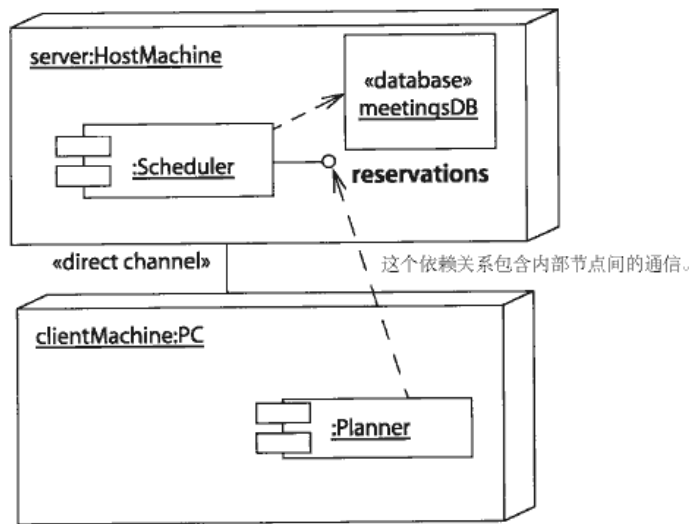 server:HostMachine
«database»
meetingsDB
:Scheduler
reservations
«direct channel»
这个依赖关系包含内部节点间的通信。
clientMachine:PC
:Planner